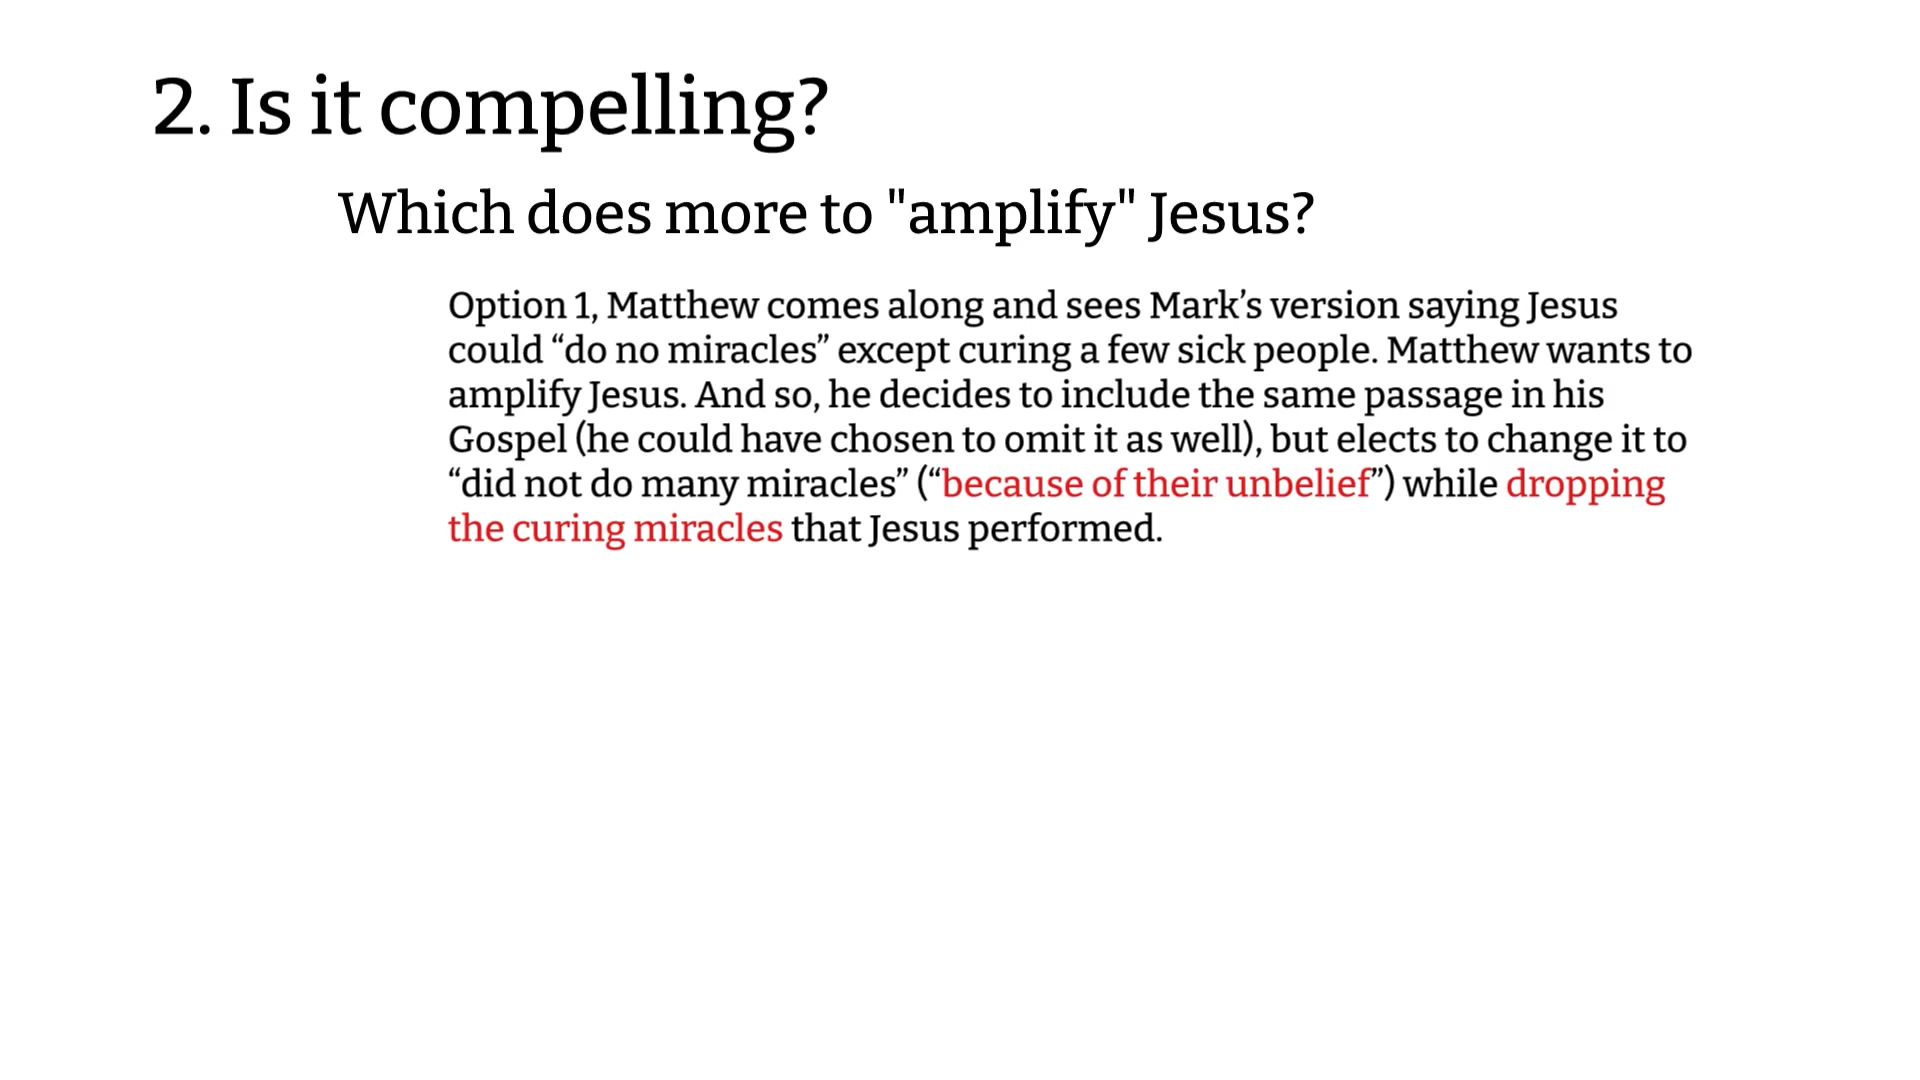 2. Is it compelling?
Which does more to "amplify" Jesus?
Option 1, Matthew comes along and sees Mark’s version saying Jesus
could “do no miracles” except curing a few sick people. Matthew wants to
amplify Jesus. And so, he decides to include the same passage in his
Gospel (he could have chosen to omit it as well), but elects to change it to
“did not do many miracles” (“because of their unbelief”) while dropping
the curing miracles that Jesus performed.